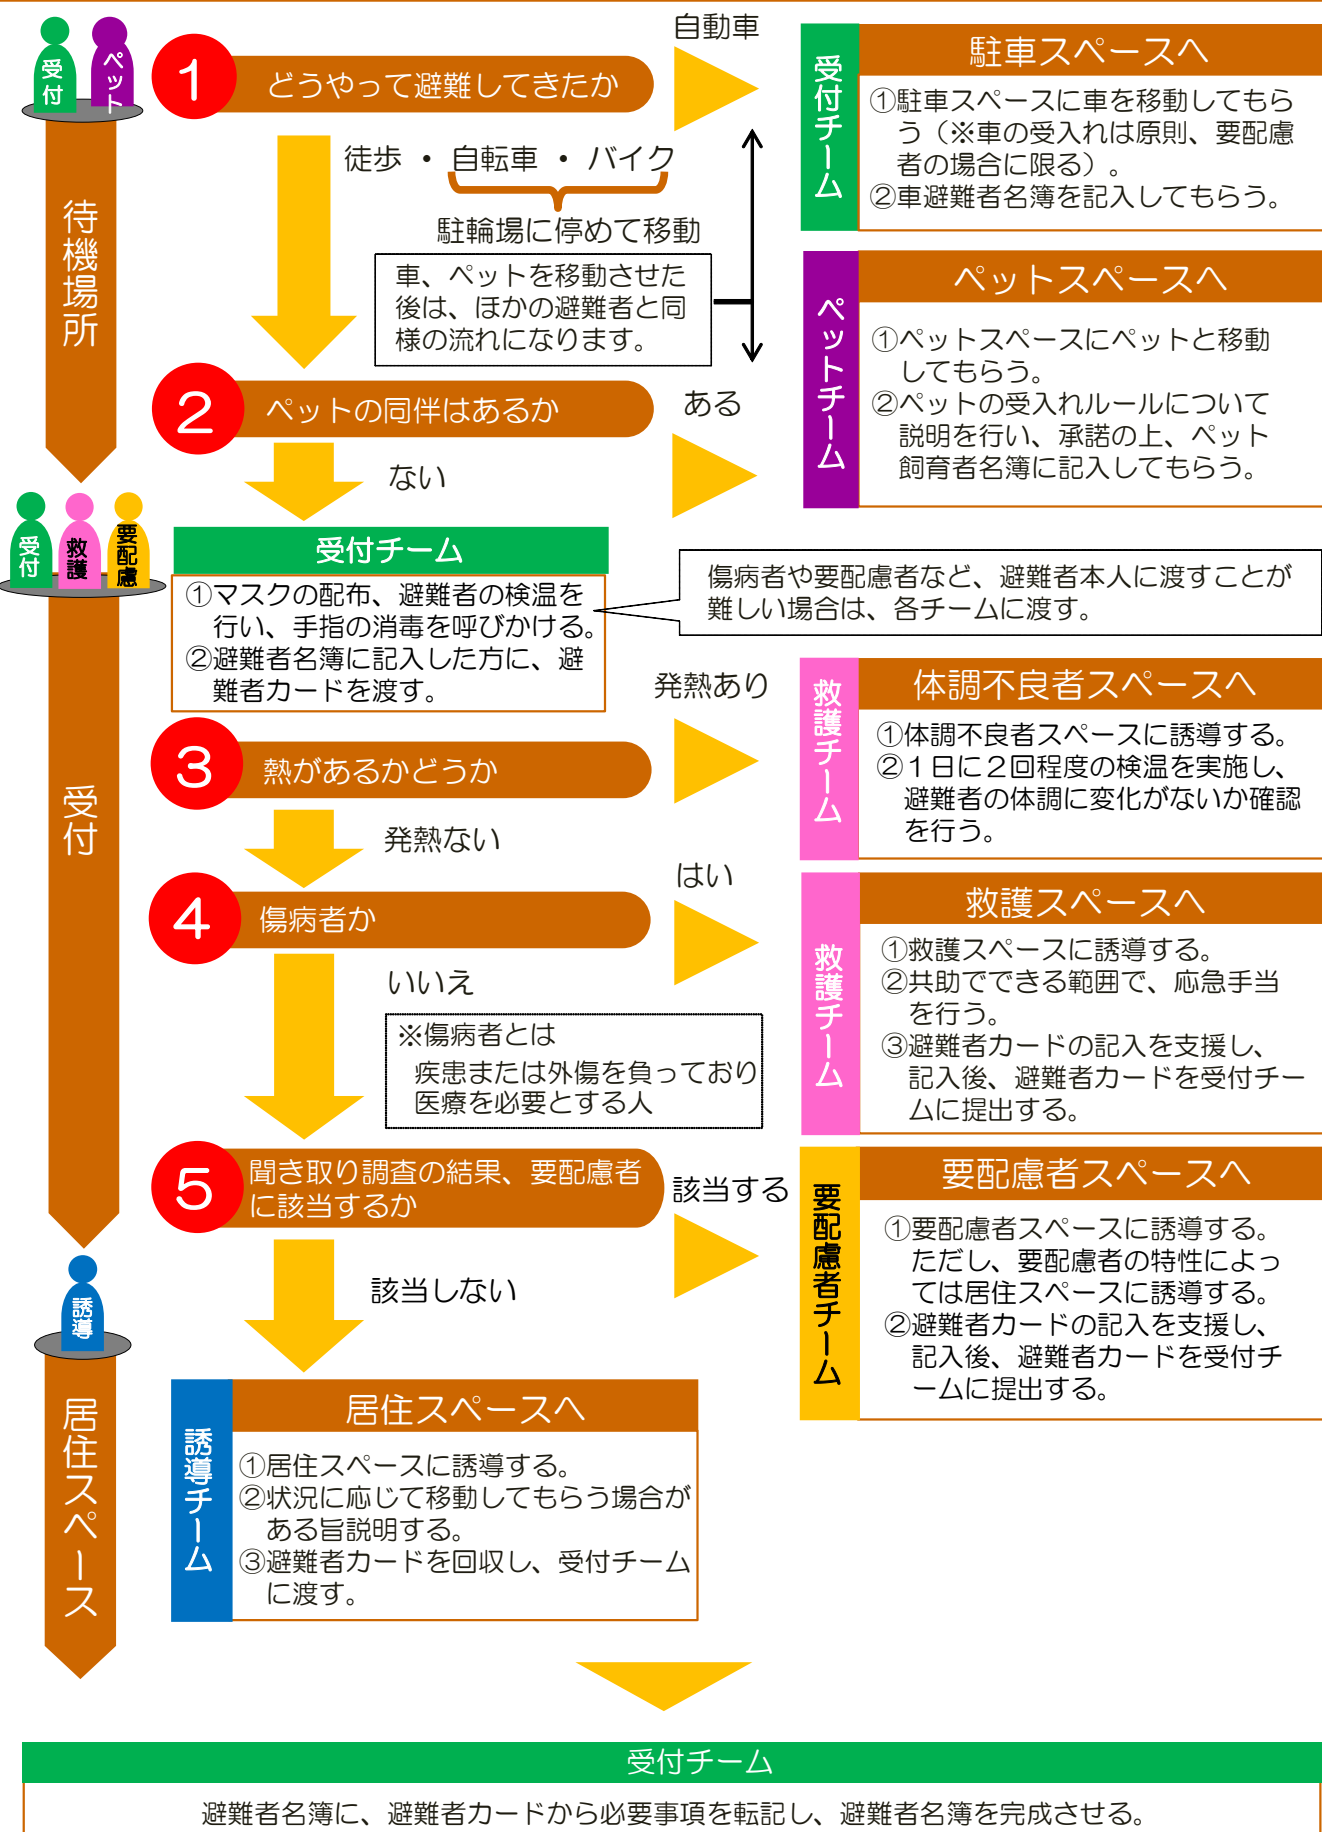 受付
ペット
待機場所
1
どうやって避難してきたか
自動車
徒歩 ・ 自転車 ・ バイク
駐輪場に停めて移動
車、ペットを移動させた
後は、ほかの避難者と同
様の流れになります。
受付チーム
駐車スペースへ
①駐車スペースに車を移動してもら
う（※車の受入れは原則、要配慮
者の場合に限る）。
②車避難者名簿を記入してもらう。
2
ペットの同伴はあるか
ある
ない
ペットチーム
ペットスペースへ
①ペットスペースにペットと移動
してもらう。
②ペットの受入れルールについて
説明を行い、承諾の上、ペット
飼育者名簿に記入してもらう。
受付
救護
要配慮
受付
受付チーム
①マスクの配布、避難者の検温を
行い、手指の消毒を呼びかける。
②避難者名簿に記入した方に、避
難者カードを渡す。
傷病者や要配慮者など、避難者本人に渡すことが
難しい場合は、各チームに渡す。
3
熱があるかどうか
発熱あり
発熱ない
救護チーム
体調不良者スペースへ
①体調不良者スペースに誘導する。
②１日に２回程度の検温を実施し、
避難者の体調に変化がないか確認
を行う。
4
傷病者か
はい
いいえ
※傷病者とは
疾患または外傷を負っており
医療を必要とする人
救護チーム
救護スペースへ
①救護スペースに誘導する。
②共助でできる範囲で、応急手当
を行う。
③避難者カードの記入を支援し、
記入後、避難者カードを受付チー
ムに提出する。
5
聞き取り調査の結果、要配慮者
に該当するか
該当する
該当しない
要配慮者チーム
要配慮者スペースへ
①要配慮者スペースに誘導する。
ただし、要配慮者の特性によっ
ては居住スペースに誘導する。
②避難者カードの記入を支援し、
記入後、避難者カードを受付チ
ームに提出する。
誘導
居住スペース
誘導チーム
居住スペースへ
①居住スペースに誘導する。
②状況に応じて移動してもらう場合が
ある旨説明する。
③避難者カードを回収し、受付チーム
に渡す。
受付チーム
避難者名簿に、避難者カードから必要事項を転記し、避難者名簿を完成させる。